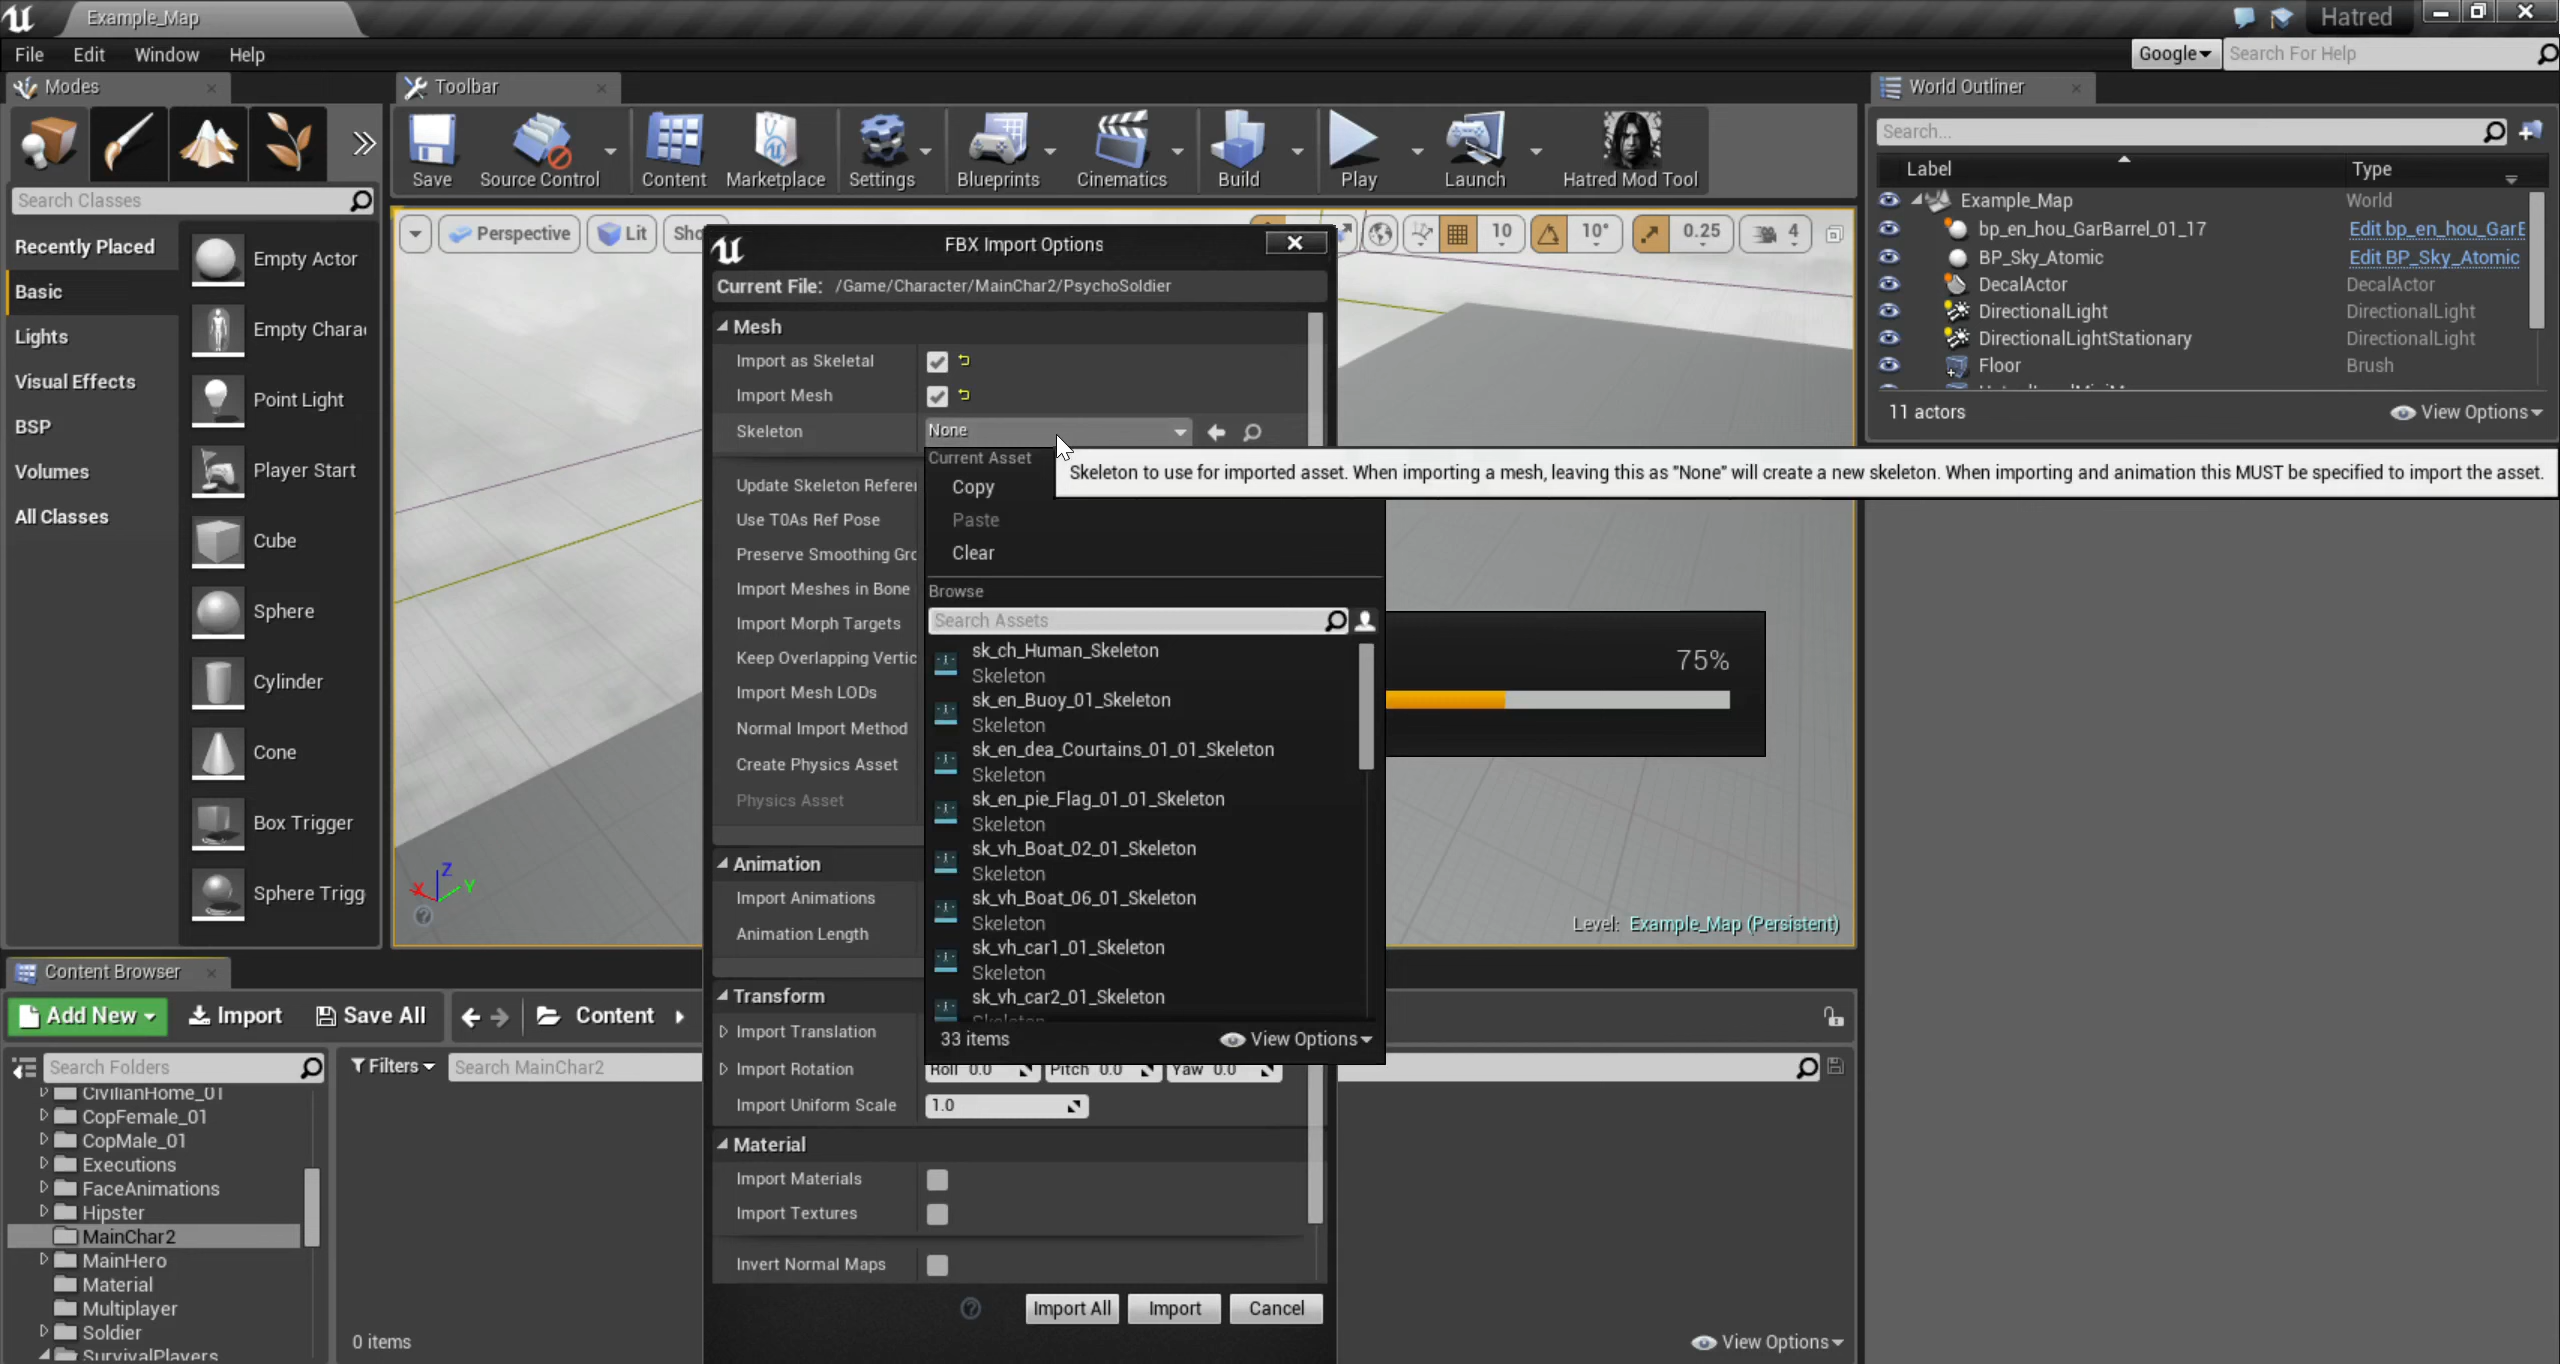 Example_Map
Hatred
File Edit Window Help
Google
Search For Help
Modes
Toolbar
World Outliner
Save
Source Control
Content
Marketplace
Settings
Blueprints
Cinematics
Build
Play
Launch
Hatred Mod Tool
Search Classes
Recently Placed
Basic
Lights
Visual Effects
BSP
Volumes
All Classes
Empty Actor
Empty Chara
Point Light
Player Start
Cube
Sphere
Cylinder
Cone
Box Trigger
Sphere Trigg
Perspective
Lit
Sho
10
10°
0.25
4
FBX Import Options
Current File: /Game/Character/MainChar2/PsychoSoldier
Mesh
Import as Skeletal
Import Mesh
Skeleton
None
Update Skeleton Referer
Use T0As Ref Pose
Preserve Smoothing Grc
Import Meshes in Bone
Import Morph Targets
Keep Overlapping Vertic
Import Mesh LODs
Normal Import Method
Create Physics Asset
Physics Asset
Animation
Import Animations
Animation Length
Transform
Import Translation
Import Rotation
Roll 0.0
Pitch 0.0
Yaw 0.0
Import Uniform Scale
1.0
Material
Import Materials
Import Textures
Invert Normal Maps
Import All
Import
Cancel
Current Asset
Copy
Paste
Clear
Browse
Search Assets
sk_ch_Human_Skeleton
Skeleton
sk_en_Buoy_01_Skeleton
Skeleton
sk_en_dea_Courtains_01_01_Skeleton
Skeleton
sk_en_pie_Flag_01_01_Skeleton
Skeleton
sk_vh_Boat_02_01_Skeleton
Skeleton
sk_vh_Boat_06_01_Skeleton
Skeleton
sk_vh_car1_01_Skeleton
Skeleton
sk_vh_car2_01_Skeleton
Skeleton
33 items
View Options
Skeleton to use for imported asset. When importing a mesh, leaving this as "None" will create a new skeleton. When importing and animation this MUST be specified to import the asset.
75%
Level: Example_Map (Persistent)
Search...
Label
Type
Example_Map World
bp_en_hou_GarBarrel_01_17 Edit bp_en_hou_GarE
BP_Sky_Atomic Edit BP_Sky_Atomic
DecalActor DecalActor
DirectionalLight DirectionalLight
DirectionalLightStationary DirectionalLight
Floor Brush
11 actors
View Options
Content Browser
Add New
Import
Save All
Content
Search Folders
Filters
Search MainChar2
CivilianHome_01
CopFemale_01
CopMale_01
Executions
FaceAnimations
Hipster
MainChar2
MainHero
Material
Multiplayer
Soldier
SurvivalPlayers
0 items
View Options